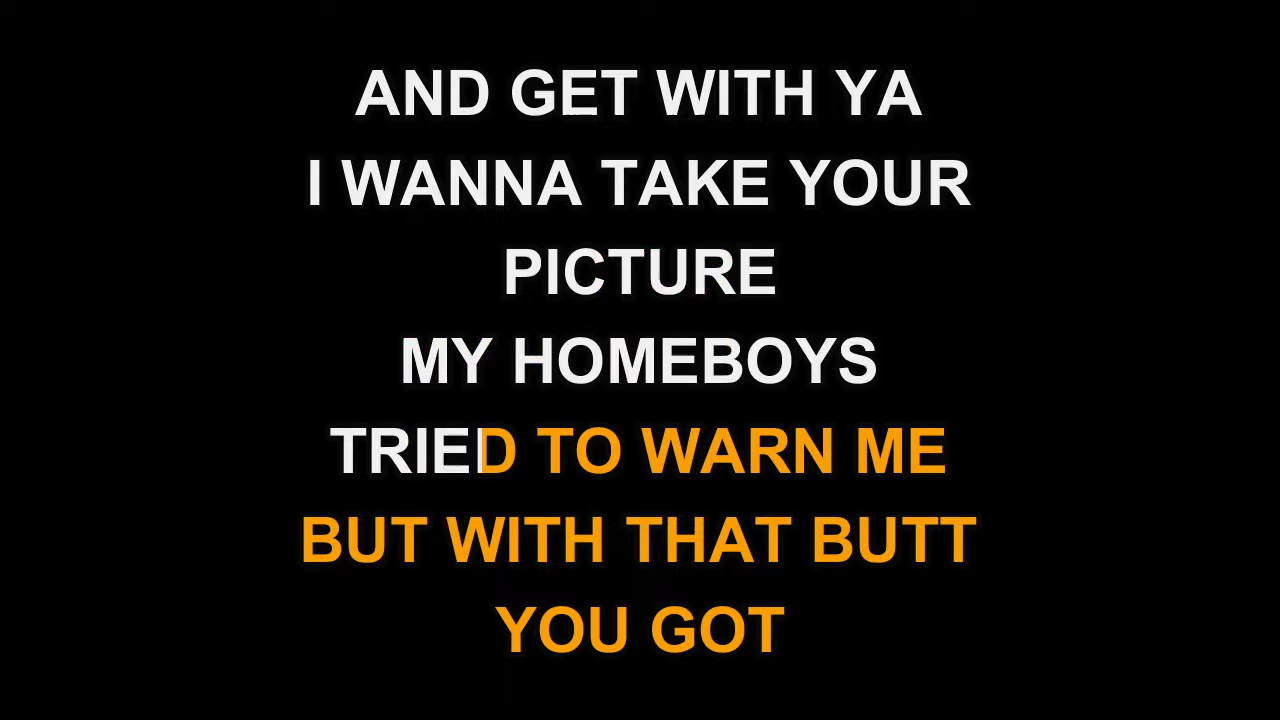 AND GET WITH YA
I WANNA TAKE YOUR
PICTURE
MY HOMEBOYS
TRIED TO WARN ME
BUT WITH THAT BUTT
YOU GOT